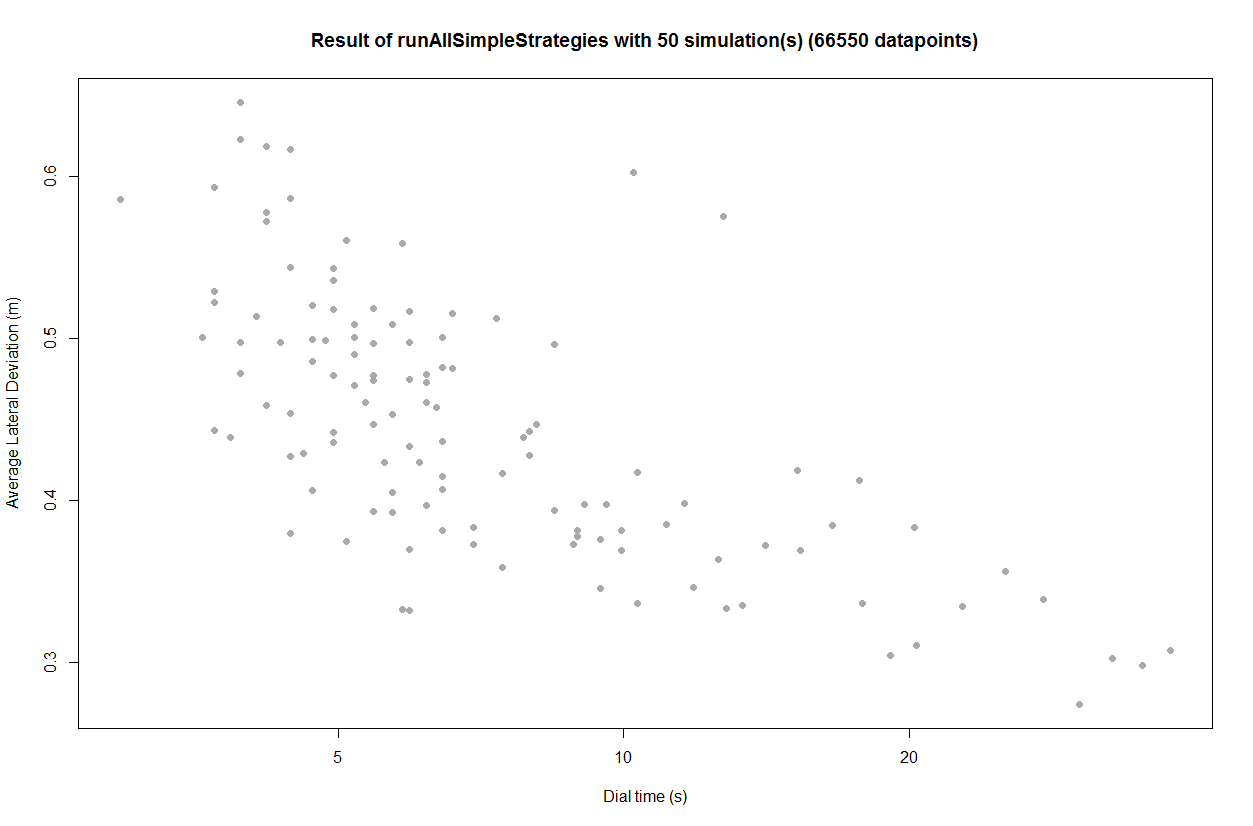 Result of runAllSimpleStrategies with 50 simulation(s) (66550 datapoints)
Average Lateral Deviation (m)
0.6
0.5
0.4
0.3
5 10 20
Dial time (s)